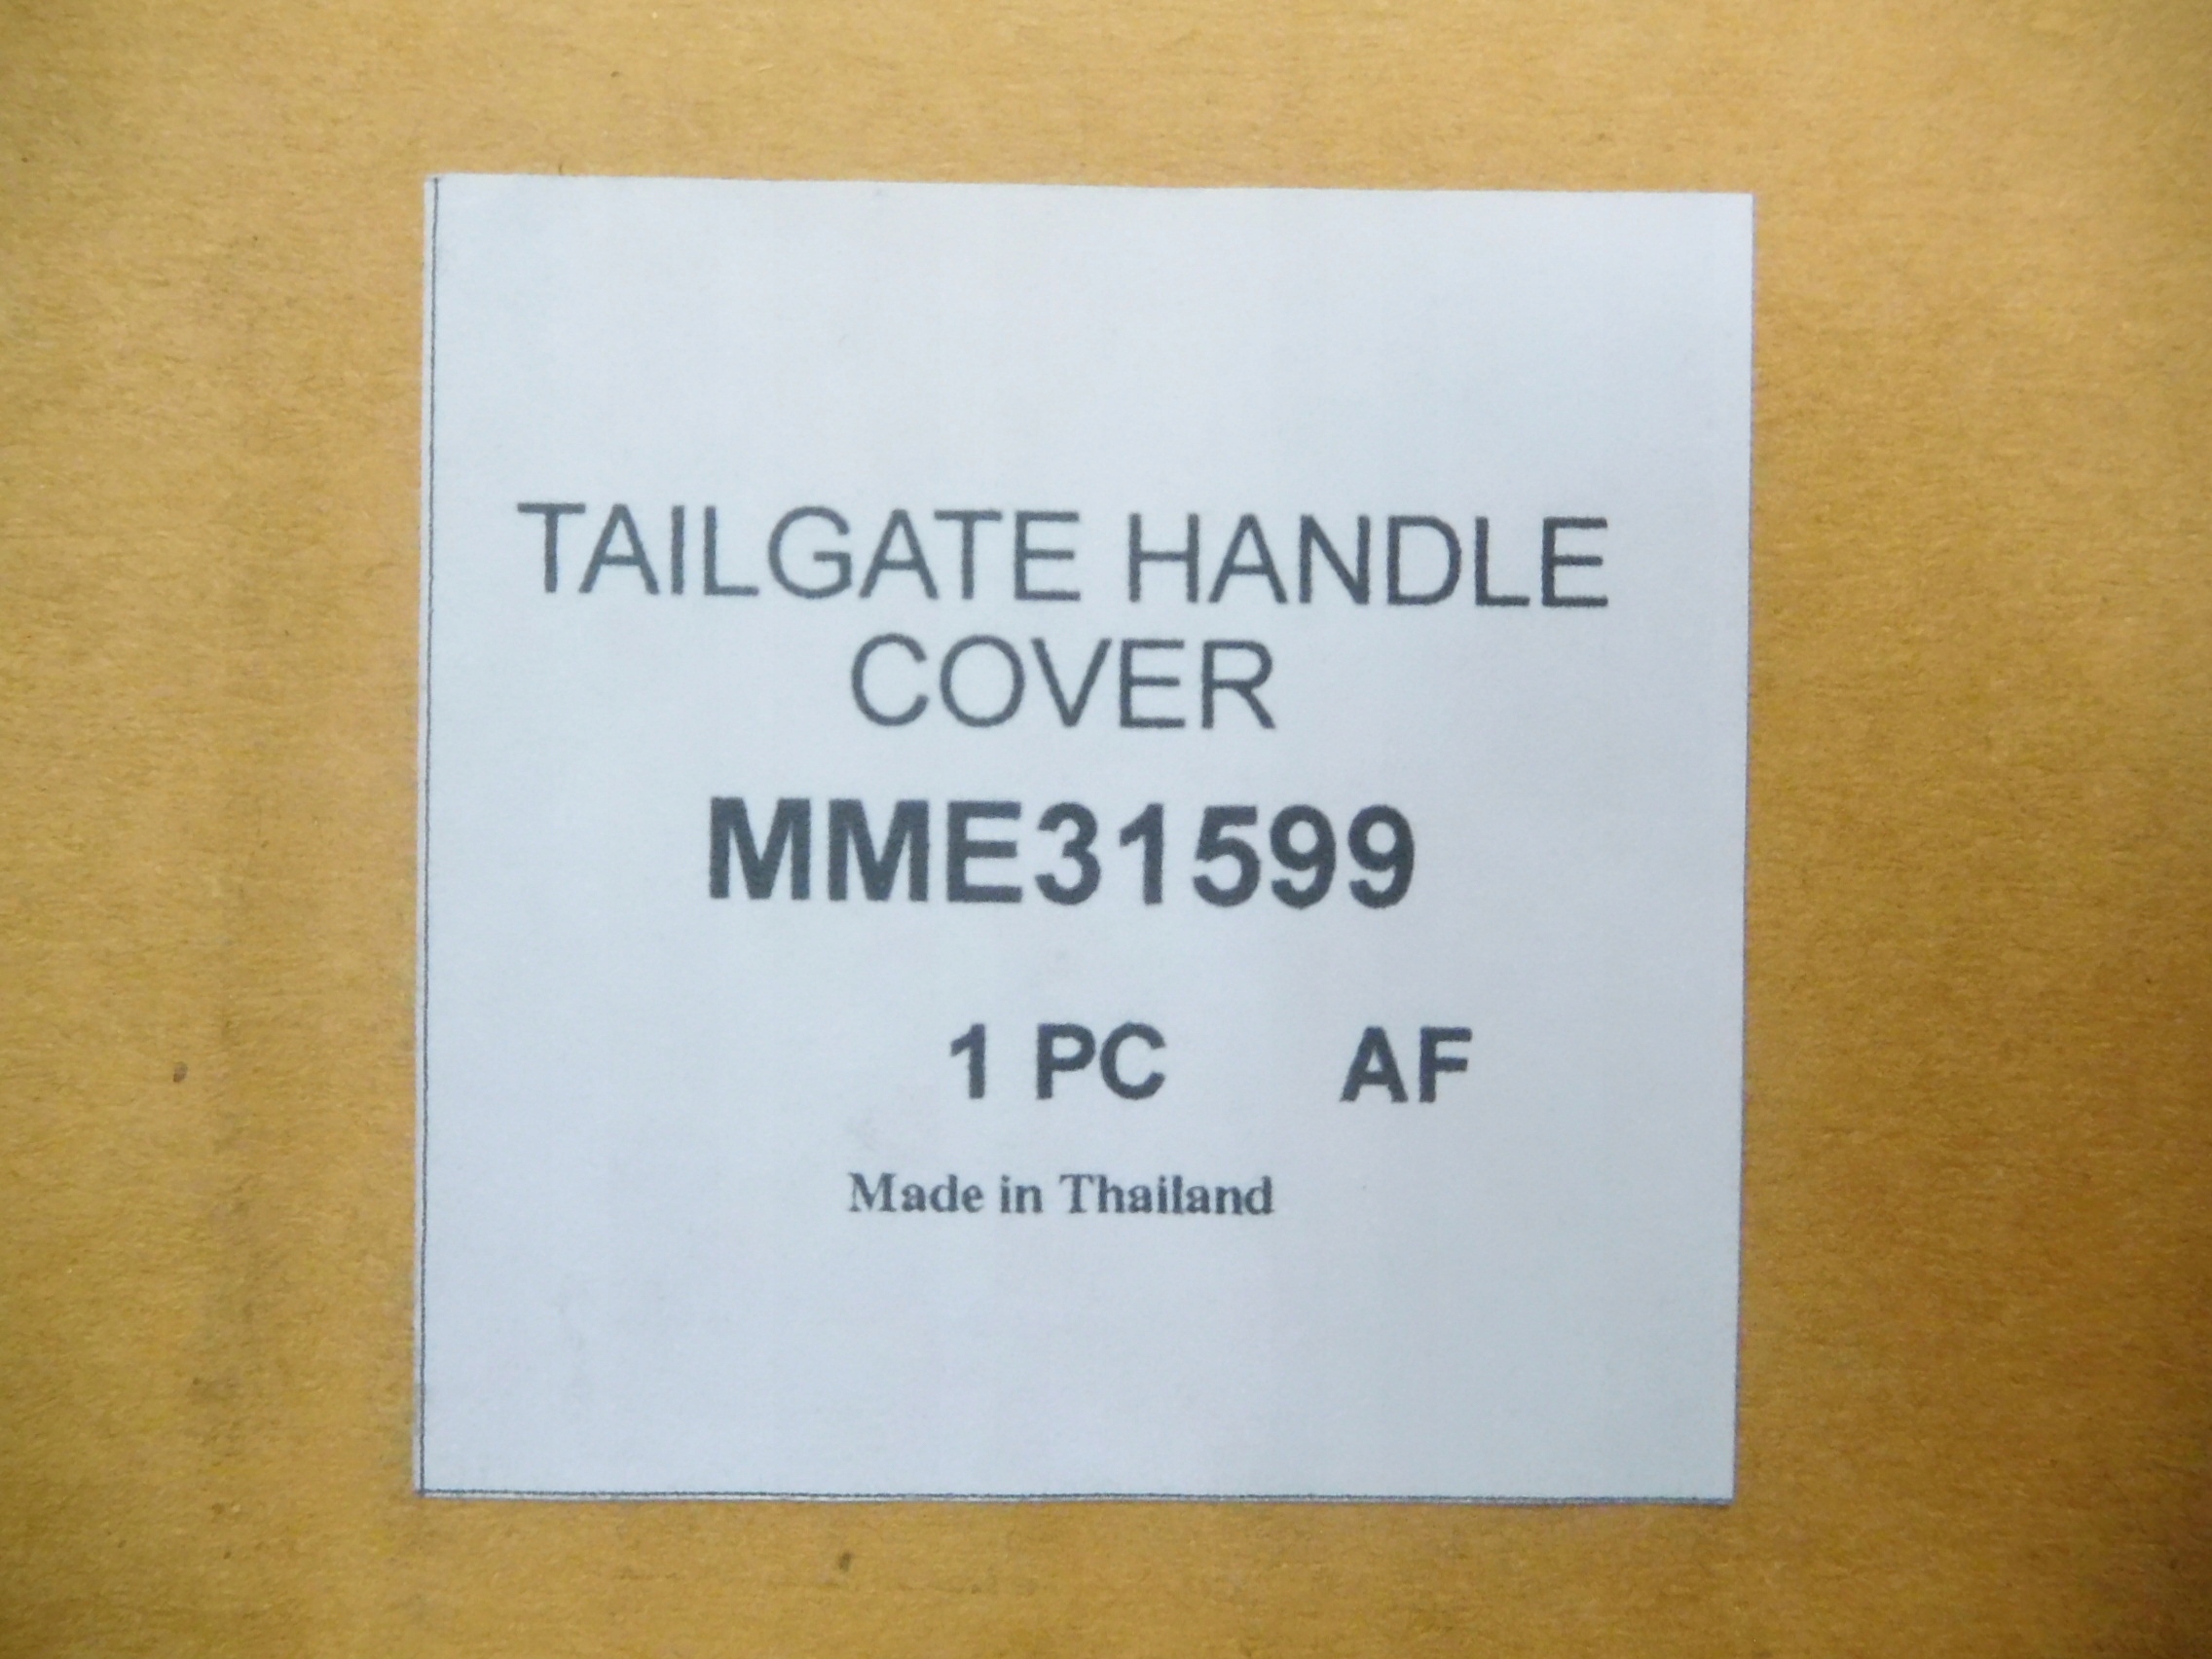 TAILGATE HANDLE
COVER
MME31599
1 PC AF
Made in Thailand